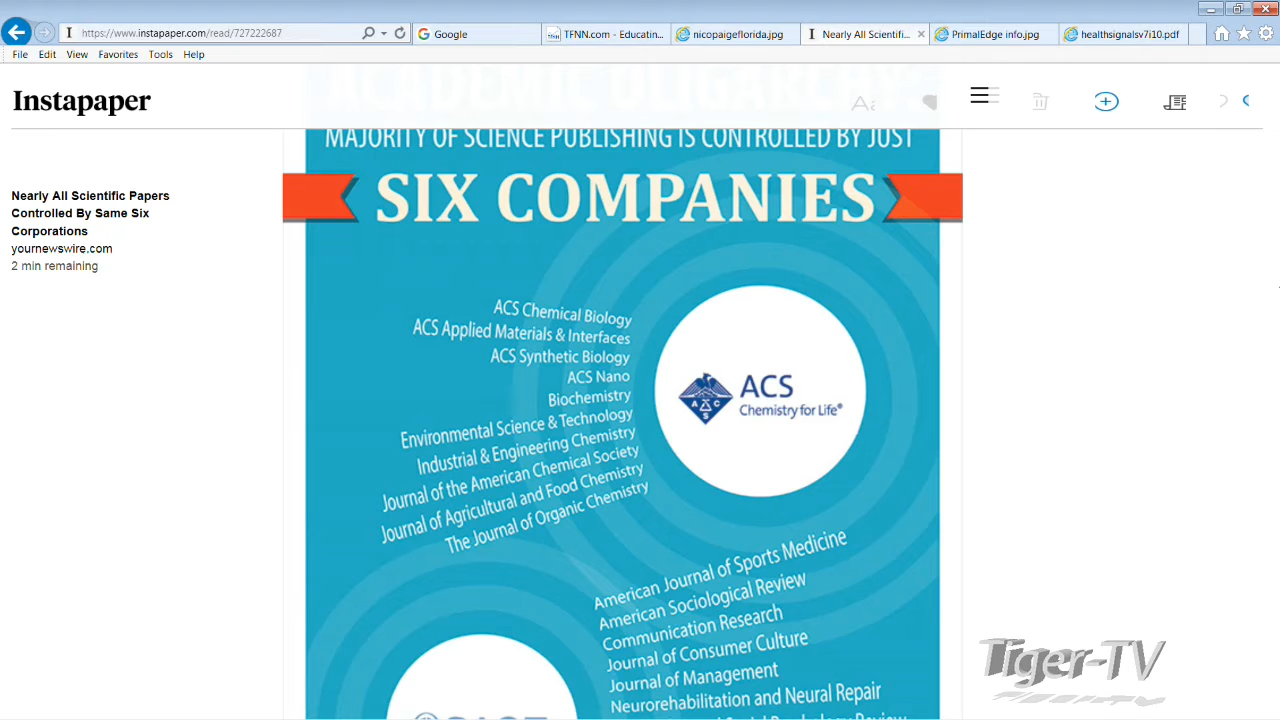 https://www.instapaper.com/read/727222687
Google
TFNN.com - Educatin...
nicopaigeflorida.jpg
Nearly All Scientifi...
PrimalEdge info.jpg
healthsignalsv7i10.pdf
File Edit View Favorites Tools Help
Instapaper
ACADEMIC OLIGARCHY:
MAJORITY OF SCIENCE PUBLISHING IS CONTROLLED BY JUST
SIX COMPANIES
Nearly All Scientific Papers
Controlled By Same Six
Corporations
yournewswire.com
2 min remaining
ACS Chemical Biology
ACS Applied Materials & Interfaces
ACS Synthetic Biology
ACS Nano
Biochemistry
Environmental Science & Technology
Industrial & Engineering Chemistry
Journal of the American Chemical Society
Journal of Agricultural and Food Chemistry
The Journal of Organic Chemistry
A C S
ACS
Chemistry for Life®
American Journal of Sports Medicine
American Sociological Review
Communication Research
Journal of Consumer Culture
Journal of Management
Neurorehabilitation and Neural Repair
Tiger-TV